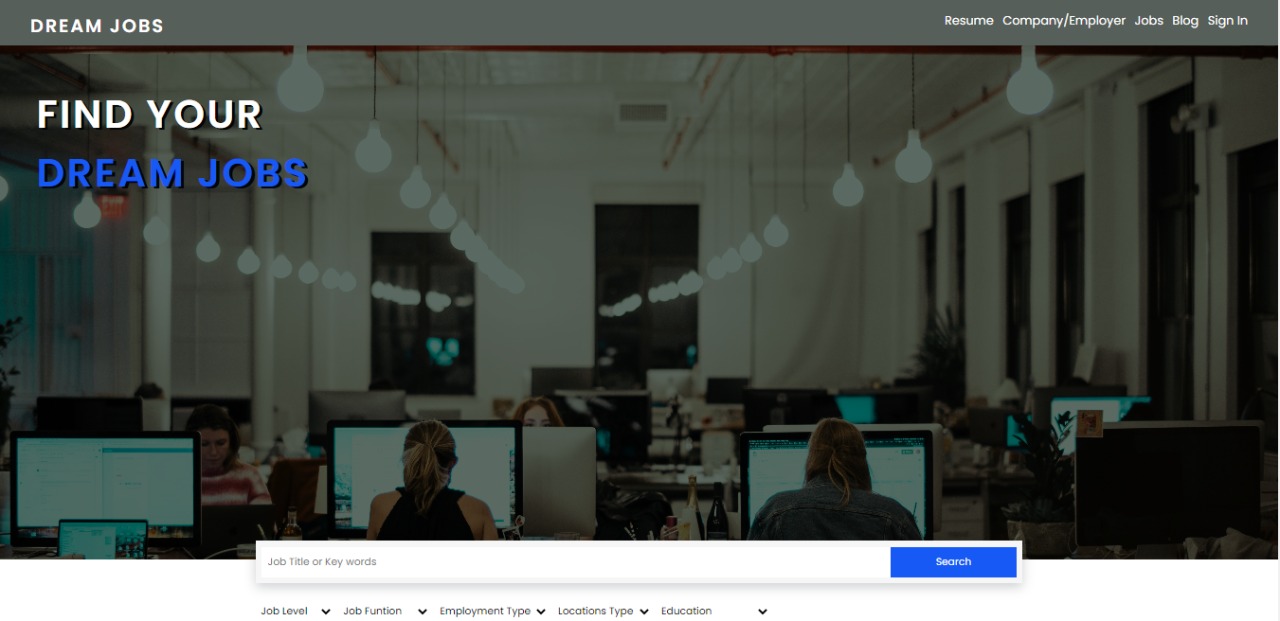 DREAM JOBS
Resume Company/Employer Jobs Blog Sign In
FIND YOUR
DREAM JOBS
Job Title or Key words
Search
Job Level Job Funtion Employment Type Locations Type Education